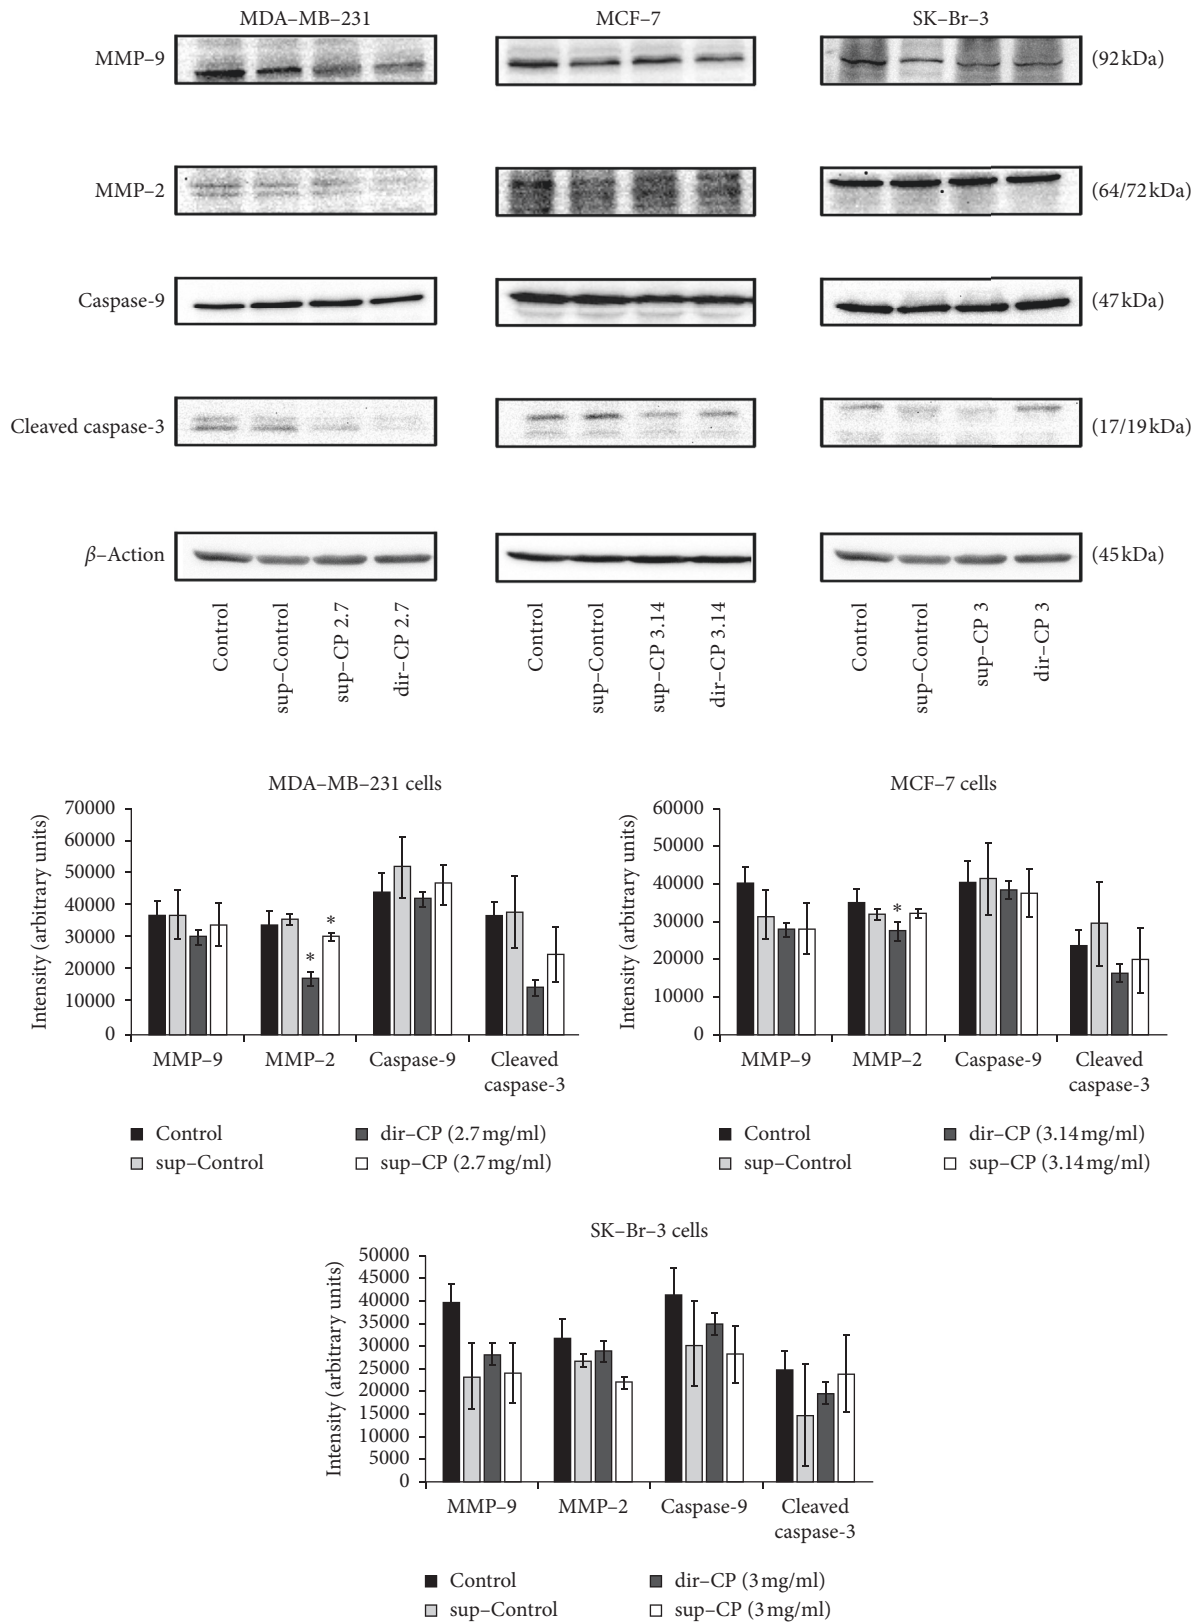 MDA–MB–231 MCF–7 SK–Br–3
MMP–9 (92 kDa)
MMP–2 (64/72 kDa)
Caspase-9 (47 kDa)
Cleaved caspase-3 (17/19 kDa)
β–Action (45 kDa)
Control sup–Control sup–CP 2.7 dir–CP 2.7 Control sup–Control sup–CP 3.14 dir–CP 3.14 Control sup–Control sup–CP 3 dir–CP 3
MDA–MB–231 cells
Intensity (arbitrary units)
70000
60000
50000
40000
30000
20000
10000
0
*
*
MMP–9 MMP–2 Caspase-9 Cleaved
caspase-3
Control dir–CP (2.7 mg/ml)
sup–Control sup–CP (2.7 mg/ml)
MCF–7 cells
Intensity (arbitrary units)
60000
50000
40000
30000
20000
10000
0
*
MMP–9 MMP–2 Caspase-9 Cleaved
caspase-3
Control dir–CP (3.14 mg/ml)
sup–Control sup–CP (3.14 mg/ml)
SK–Br–3 cells
Intensity (arbitrary units)
50000
45000
40000
35000
30000
25000
20000
15000
10000
5000
0
MMP–9 MMP–2 Caspase-9 Cleaved
caspase-3
Control dir–CP (3 mg/ml)
sup–Control sup–CP (3 mg/ml)